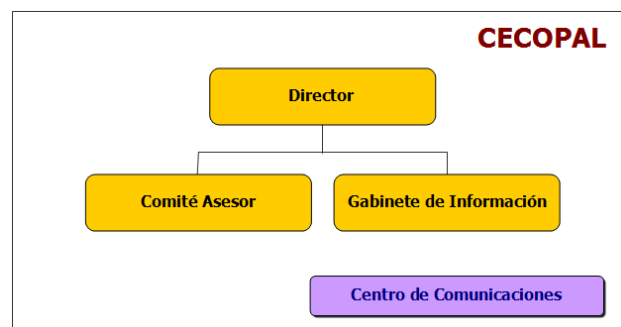 CECOPAL
Director
Comité Asesor
Gabinete de Información
Centro de Comunicaciones